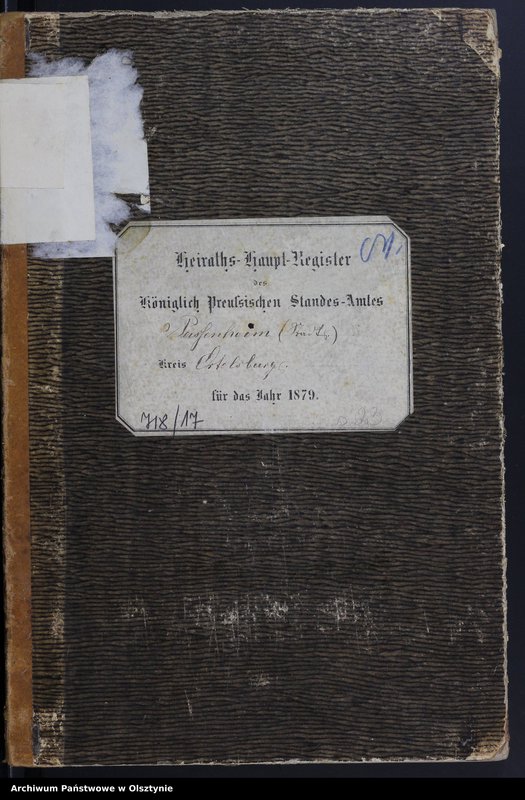 Heiraths-Haupt-Register
des
Königlich Preußischen Standes-Amtes
Passenheim (Stadt)
Kreis Ortelsburg.
für das Jahr 1879.
718/17
Archiwum Państwowe w Olsztynie